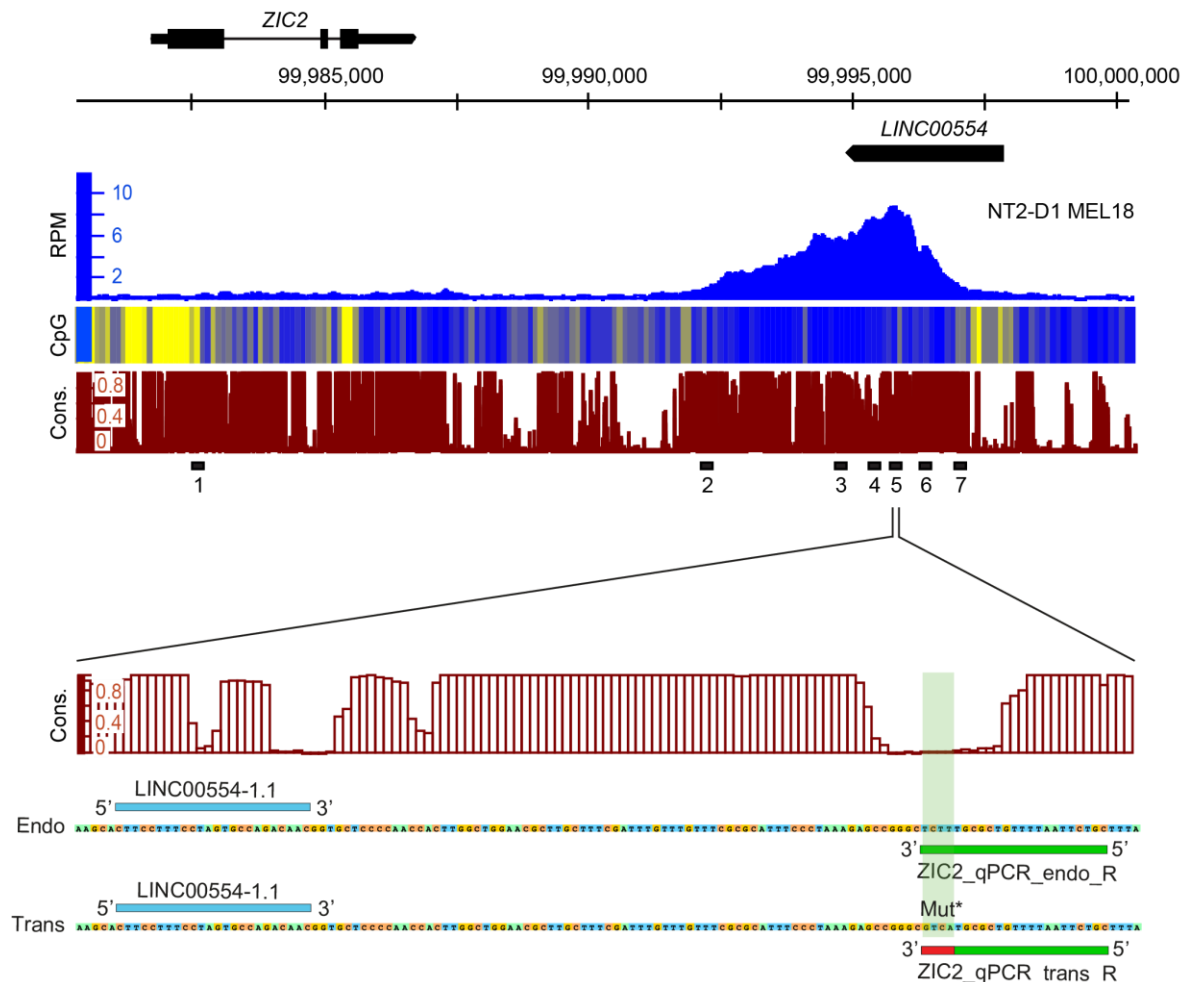 ZIC2
99,985,000 99,990,000 99,995,000 100,000,000
LINC00554
NT2-D1 MEL18
RPM
10
6
2
CpG
Cons.
0.8
0.4
0
1 2 3 4 5 6 7
Cons.
0.8
0.4
0
LINC00554-1.1
5' 3'
Endo AAGCACTTCCTTTCCTAGTGCCAGACAACGGTGCTCCCCAACCACTTGGCTGGAACGCTTGCTTTCGATTTGTTTGTTTCGCGCATTTCCCTAAAGAGCCGGGCTCTTTGCGCTGTTTTAATTCTGCTTTA
3' 5'
ZIC2_qPCR_endo_R
LINC00554-1.1
5' 3'
Mut*
Trans AAGCACTTCCTTTCCTAGTGCCAGACAACGGTGCTCCCCAACCACTTGGCTGGAACGCTTGCTTTCGATTTGTTTGTTTCGCGCATTTCCCTAAAGAGCCGGGCGTCATGCGCTGTTTTAATTCTGCTTTA
3' 5'
ZIC2_qPCR_trans_R